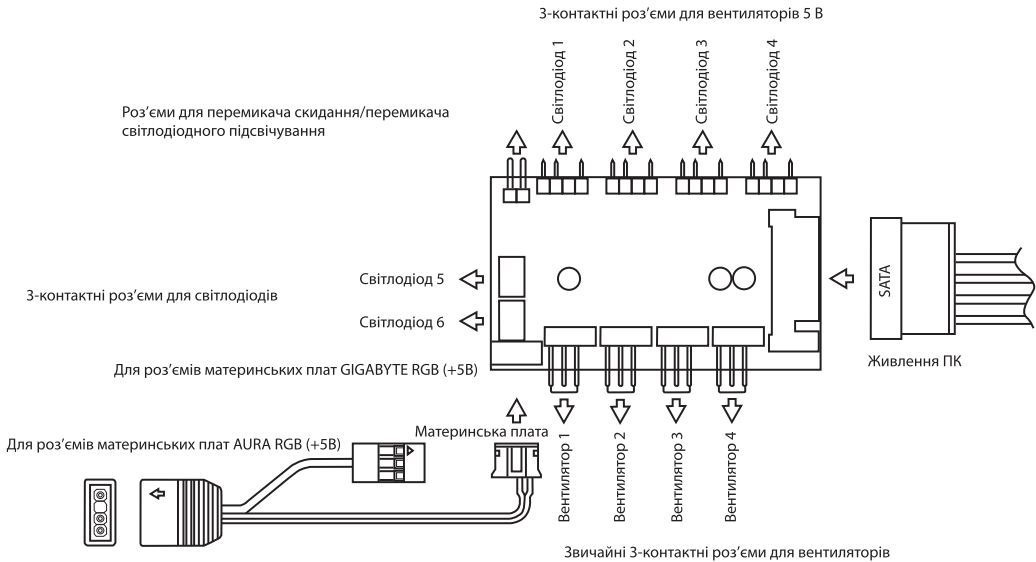 3-контактні роз’єми для вентиляторів 5 В
Світлодіод 1
Світлодіод 2
Світлодіод 3
Світлодіод 4
Роз’єми для перемикача скидання/перемикача
світлодіодного підсвічування
Світлодіод 5
3-контактні роз’єми для світлодіодів
Світлодіод 6
SATA
Живлення ПК
Для роз’ємів материнських плат GIGABYTE RGB (+5В)
Материнська плата
Для роз’ємів материнських плат AURA RGB (+5В)
Вентилятор 1
Вентилятор 2
Вентилятор 3
Вентилятор 4
Звичайні 3-контактні роз’єми для вентиляторів